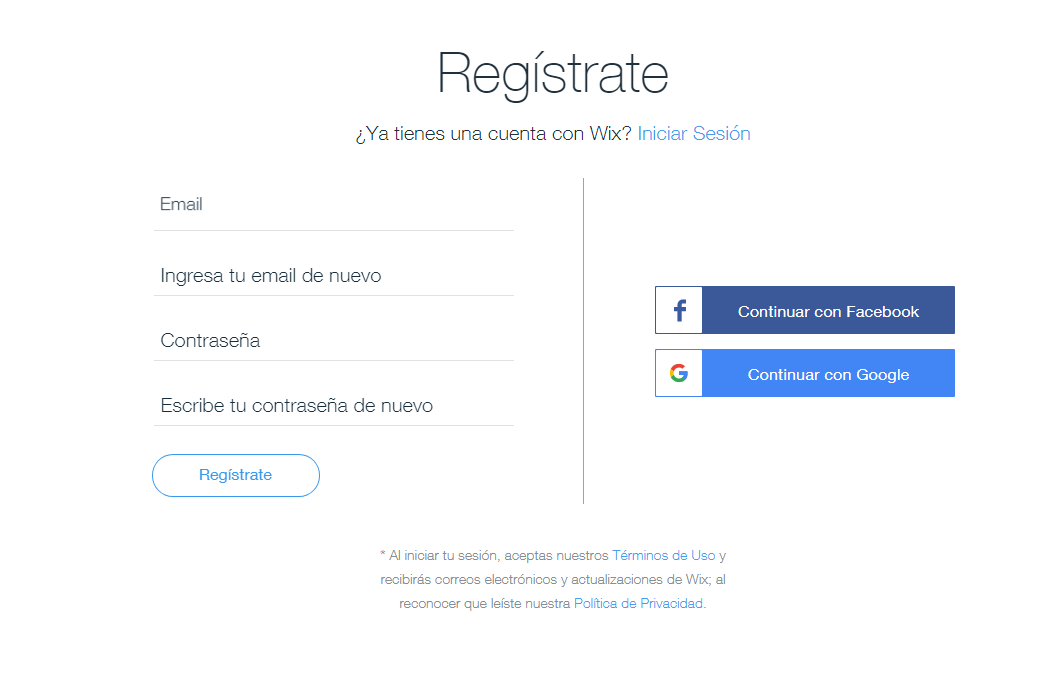 Regístrate
¿Ya tienes una cuenta con Wix? Iniciar Sesión
Email
Ingresa tu email de nuevo
Contraseña
Escribe tu contraseña de nuevo
Regístrate
f Continuar con Facebook
G Continuar con Google
* Al iniciar tu sesión, aceptas nuestros Términos de Uso y
recibirás correos electrónicos y actualizaciones de Wix; al
reconocer que leíste nuestra Política de Privacidad.